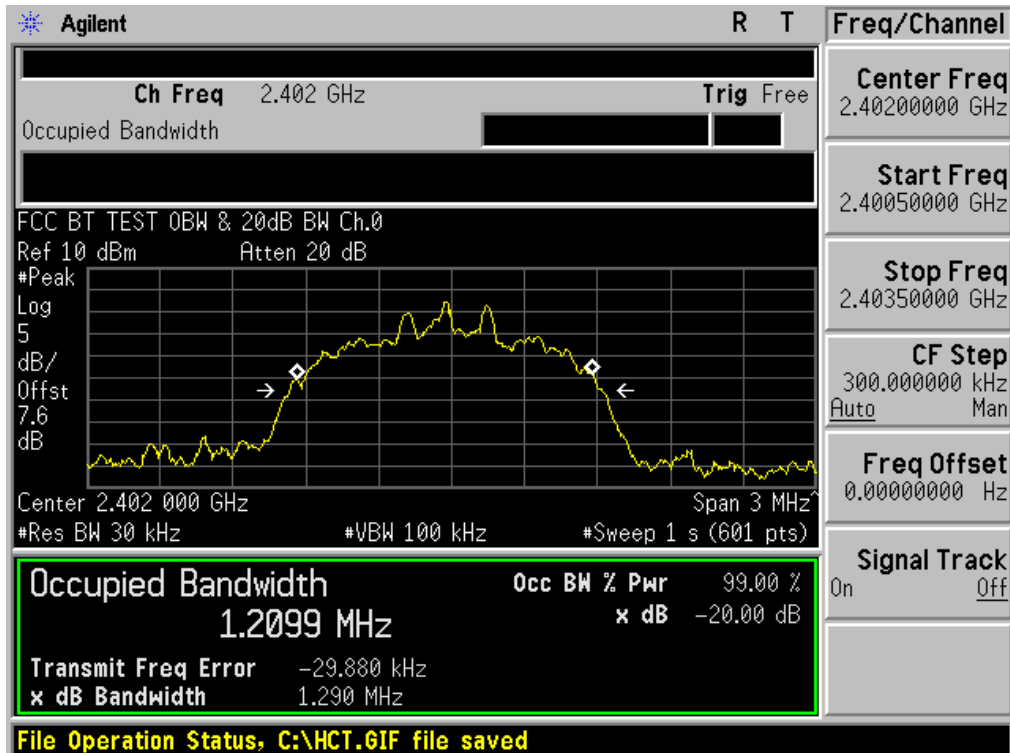 Agilent R T
Ch Freq 2.402 GHz Trig Free
Occupied Bandwidth
FCC BT TEST OBW & 20dB BW Ch.0
Ref 10 dBm Atten 20 dB
#Peak
Log
5
dB/
Offst
7.6
dB
Center 2.402 000 GHz Span 3 MHz^
#Res BW 30 kHz #VBW 100 kHz #Sweep 1 s (601 pts)
Occupied Bandwidth Occ BW % Pwr 99.00 %
1.2099 MHz x dB -20.00 dB
Transmit Freq Error -29.880 kHz
x dB Bandwidth 1.290 MHz
File Operation Status, C:\HCT.GIF file saved
Freq/Channel
Center Freq
2.40200000 GHz
Start Freq
2.40050000 GHz
Stop Freq
2.40350000 GHz
CF Step
300.000000 kHz
Auto Man
Freq Offset
0.00000000 Hz
Signal Track
On Off